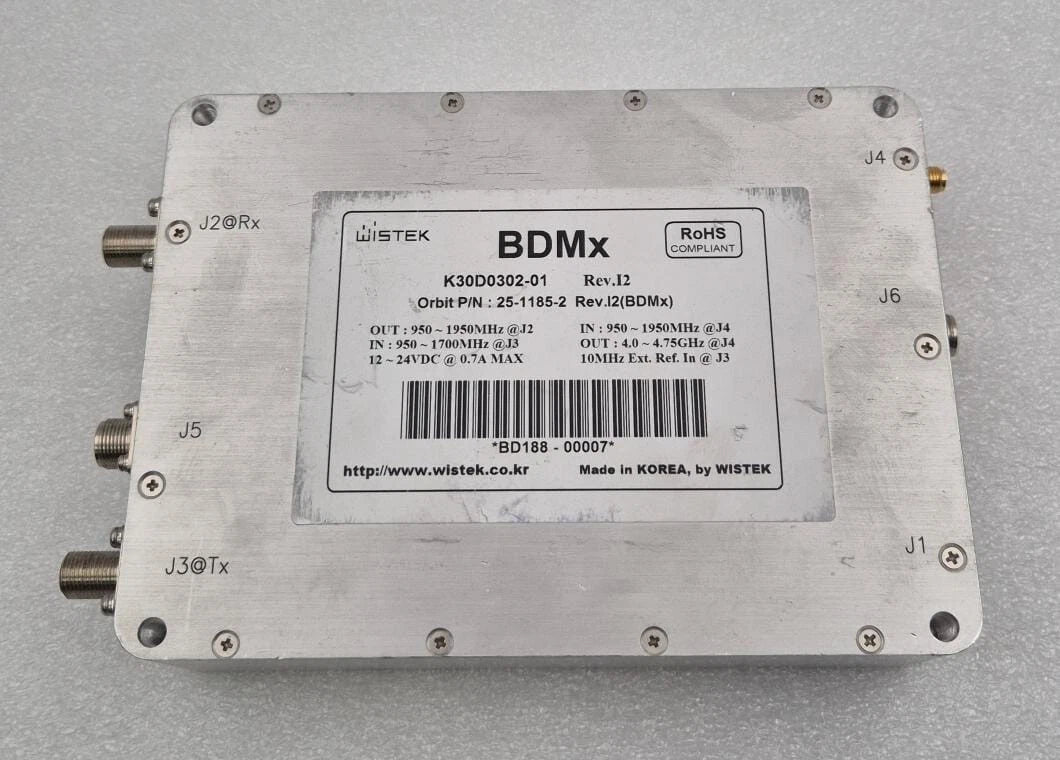 J4
J2@Rx
WISTEK
BDMx
RoHS
COMPLIANT
K30D0302-01 Rev.I2
Orbit P/N : 25-1185-2 Rev.I2(BDMx)
J6
OUT : 950 ~ 1950MHz @J2 IN : 950 ~ 1950MHz @J4
IN : 950 ~ 1700MHz @J3 OUT : 4.0 ~ 4.75GHz @J4
12 ~ 24VDC @ 0.7A MAX 10MHz Ext. Ref. In @ J3
J5
*BD188 - 00007*
http://www.wistek.co.kr Made in KOREA, by WISTEK
J1
J3@Tx